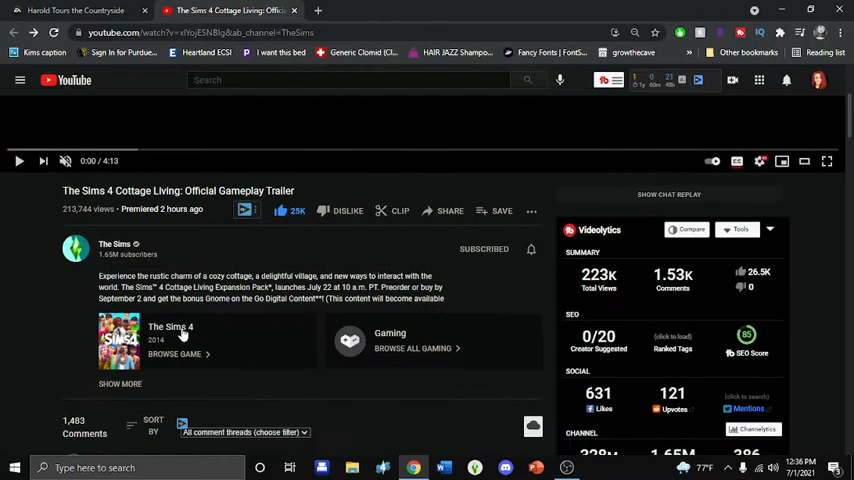 Harold Tours the Countryside
The Sims 4 Cottage Living: Offici
youtube.com/watch?v=xlYojESNBlg&ab_channel=TheSims
Kims caption
Sign In for Purdue...
Heartland ECSI
I want this bed
Generic Clomid (Cl...
HAIR JAZZ Shampo...
Fancy Fonts | FontS...
growthecave
Other bookmarks
Reading list
YouTube
Search
0:00 / 4:13
The Sims 4 Cottage Living: Official Gameplay Trailer
213,744 views • Premiered 2 hours ago
25K
DISLIKE
CLIP
SHARE
SAVE
SHOW CHAT REPLAY
The Sims
1.65M subscribers
SUBSCRIBED
Experience the rustic charm of a cozy cottage, a delightful village, and new ways to interact with the
world. The Sims™ 4 Cottage Living Expansion Pack*, launches July 22 at 10 a.m. PT. Preorder or buy by
September 2 and get the bonus Gnome on the Go Digital Content**! (This content will become available
The Sims 4
2014
BROWSE GAME
Gaming
BROWSE ALL GAMING
SHOW MORE
1,483
Comments
SORT
BY
All comment threads (choose filter)
Videolytics
Compare
Tools
SUMMARY
223K
Total Views
1.53K
Comments
26.5K
0
SEO
0/20
Creator Suggested
(click to load)
Ranked Tags
85
SEO Score
SOCIAL
631
Likes
121
Upvotes
(click to search)
Mentions
CHANNEL
Channelytics
328M
1.65M
386
Type here to search
77°F
12:36 PM
7/1/2021